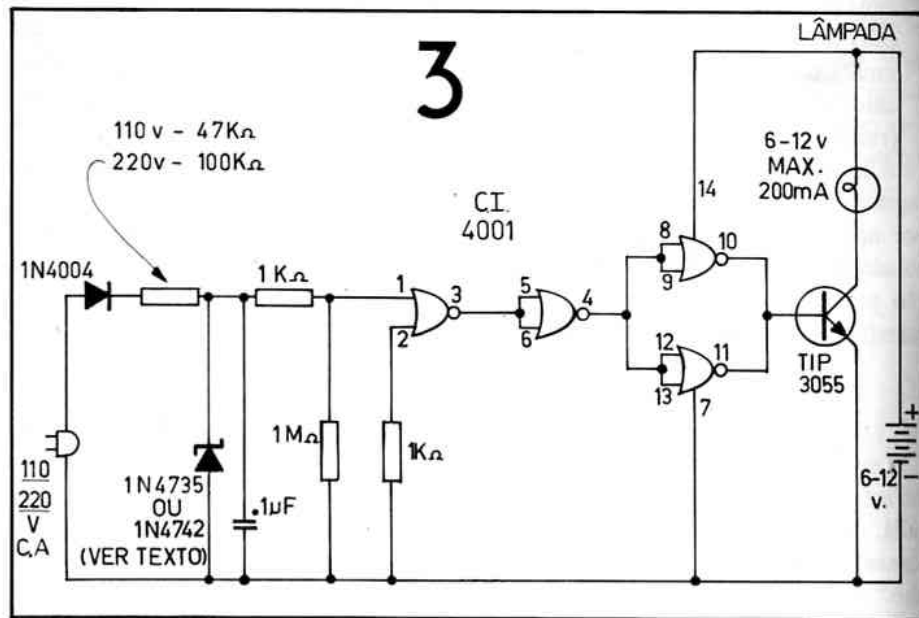 3
LÂMPADA
110 v - 47KΩ
220v - 100KΩ
6-12 v
MAX.
200mA
C.I.
4001
14
8
9
10
1N4004
1KΩ
1
2
3
5
6
4
12
13
11
7
TIP
3055
1MΩ
1KΩ
110
220
V
C,A
1N4735
OU
1N4742
(VER TEXTO)
.1µF
+
-
6-12
v.